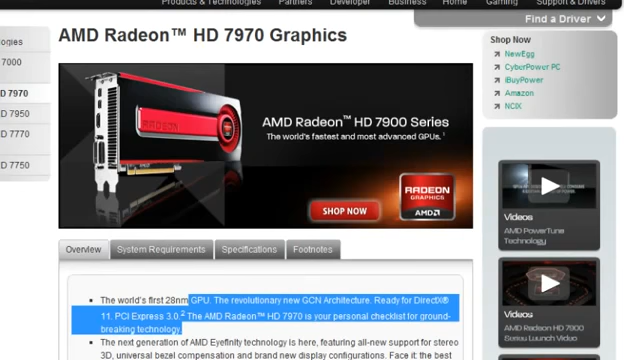 Products & Technologies Partners Developer Business Home Gaming Support & Drivers
Find a Driver
ologies
7000
D 7970
D 7950
D 7770
D 7750
AMD Radeon™ HD 7970 Graphics
RADEON
AMD Radeon™ HD 7900 Series
The world's fastest and most advanced GPUs.¹
SHOP NOW
RADEON
GRAPHICS
AMD
Shop Now
NewEgg
CyberPower PC
iBuyPower
Amazon
NCIX
Videos
AMD PowerTune
Technology
Videos
AMD Radeon HD 7900
Series Launch Video
Overview System Requirements Specifications Footnotes
The world's first 28nm GPU. The revolutionary new GCN Architecture. Ready for DirectX®
11. PCI Express 3.0.² The AMD Radeon™ HD 7970 is your personal checklist for ground-
breaking technology.
The next generation of AMD Eyefinity technology is here, featuring all-new support for stereo
3D, universal bezel compensation and brand new display configurations. Face it: the best